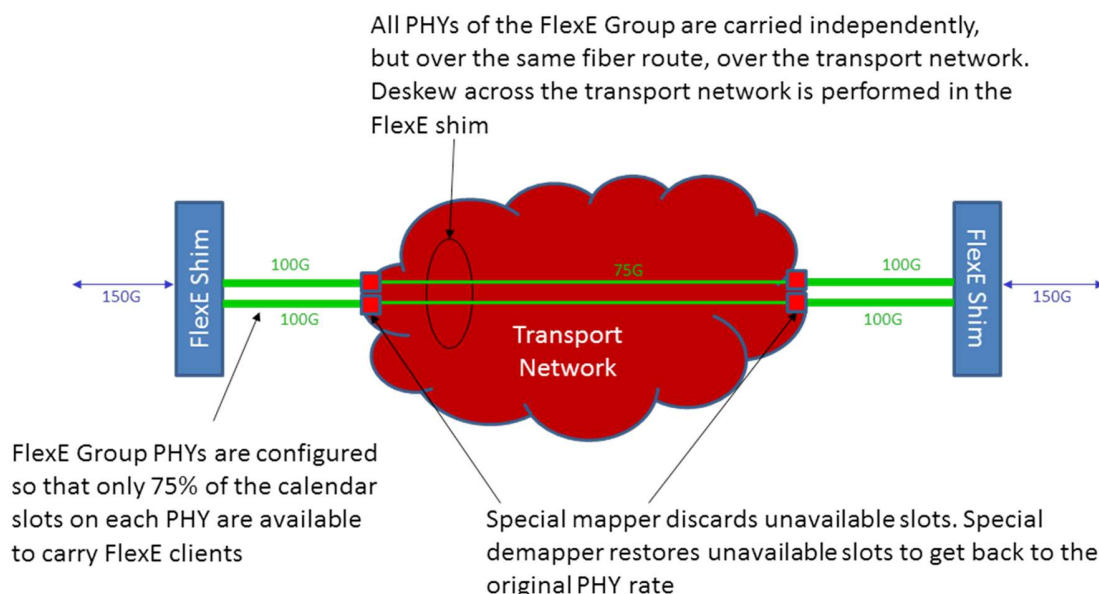 All PHYs of the FlexE Group are carried independently,
but over the same fiber route, over the transport network.
Deskew across the transport network is performed in the
FlexE shim
150G
FlexE Shim
100G
100G
75G
Transport
Network
100G
100G
FlexE Shim
150G
FlexE Group PHYs are configured
so that only 75% of the calendar
slots on each PHY are available
to carry FlexE clients
Special mapper discards unavailable slots. Special
demapper restores unavailable slots to get back to the
original PHY rate